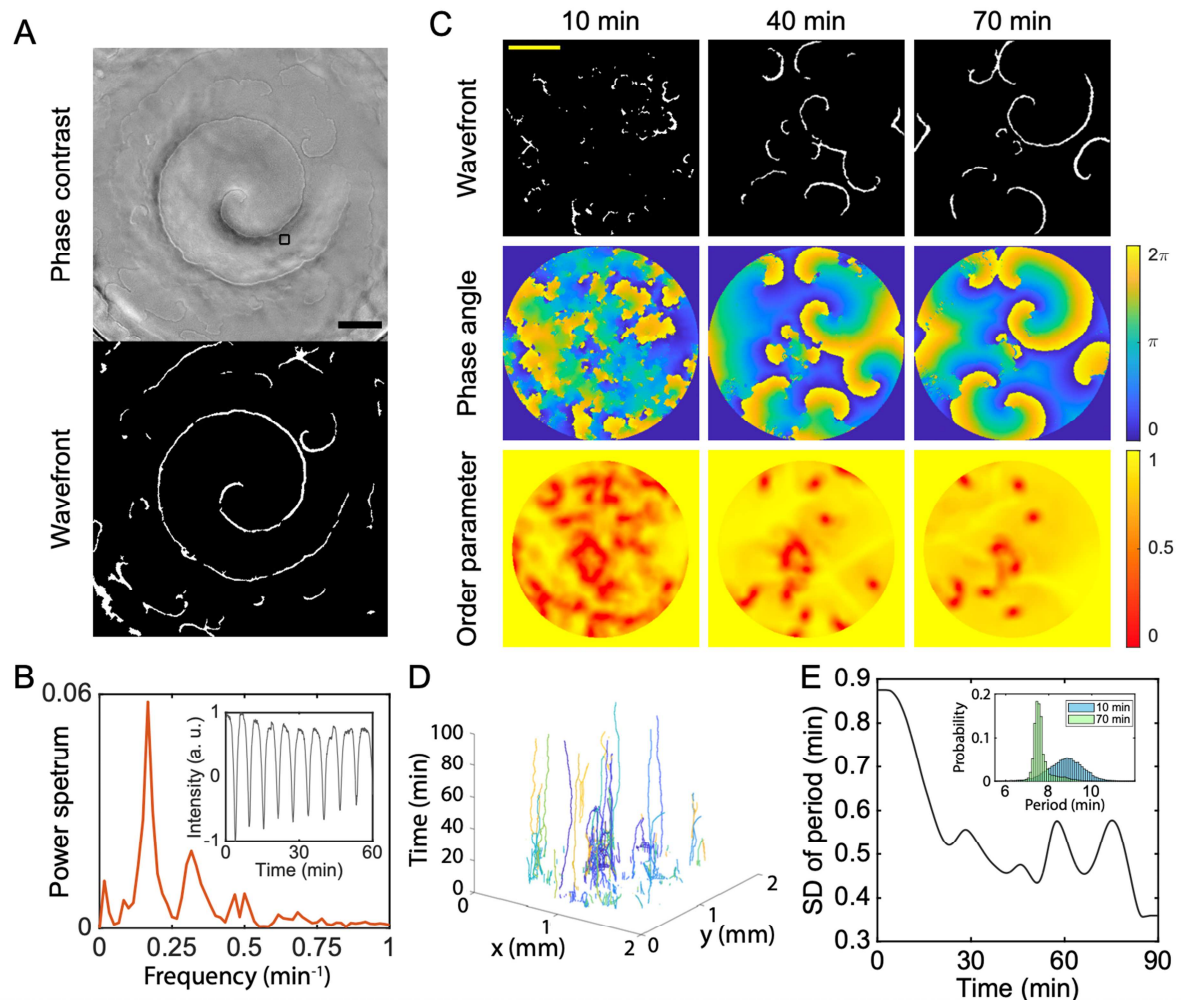 A
Phase contrast
Wavefront
C
10 min
40 min
70 min
Wavefront
Phase angle
2π
π
0
Order parameter
1
0.5
0
B
Power spetrum
0.06
0
0
0.25
0.5
0.75
1
Frequency (min-1)
Intensity (a. u.)
1
0
-1
0
20
40
60
Time (min)
D
Time (min)
100
80
60
40
20
0
0
1
2
x (mm)
0
1
2
y (mm)
E
SD of period (min)
0.9
0.8
0.7
0.6
0.5
0.4
0.3
0
30
60
90
Time (min)
Probability
0.2
0.1
0
6
8
10
Period (min)
10 min
70 min